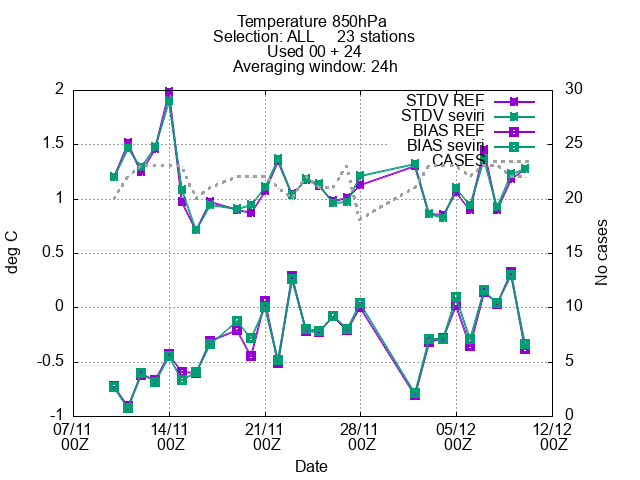 Temperature 850hPa
Selection: ALL 23 stations
Used 00 + 24
Averaging window: 24h
STDV REF
STDV seviri
BIAS REF
BIAS seviri
CASES
2
1.5
1
0.5
0
-0.5
-1
30
25
20
15
10
5
0
deg C
No cases
07/11 14/11 21/11 28/11 05/12 12/12
00Z 00Z 00Z 00Z 00Z 00Z
Date